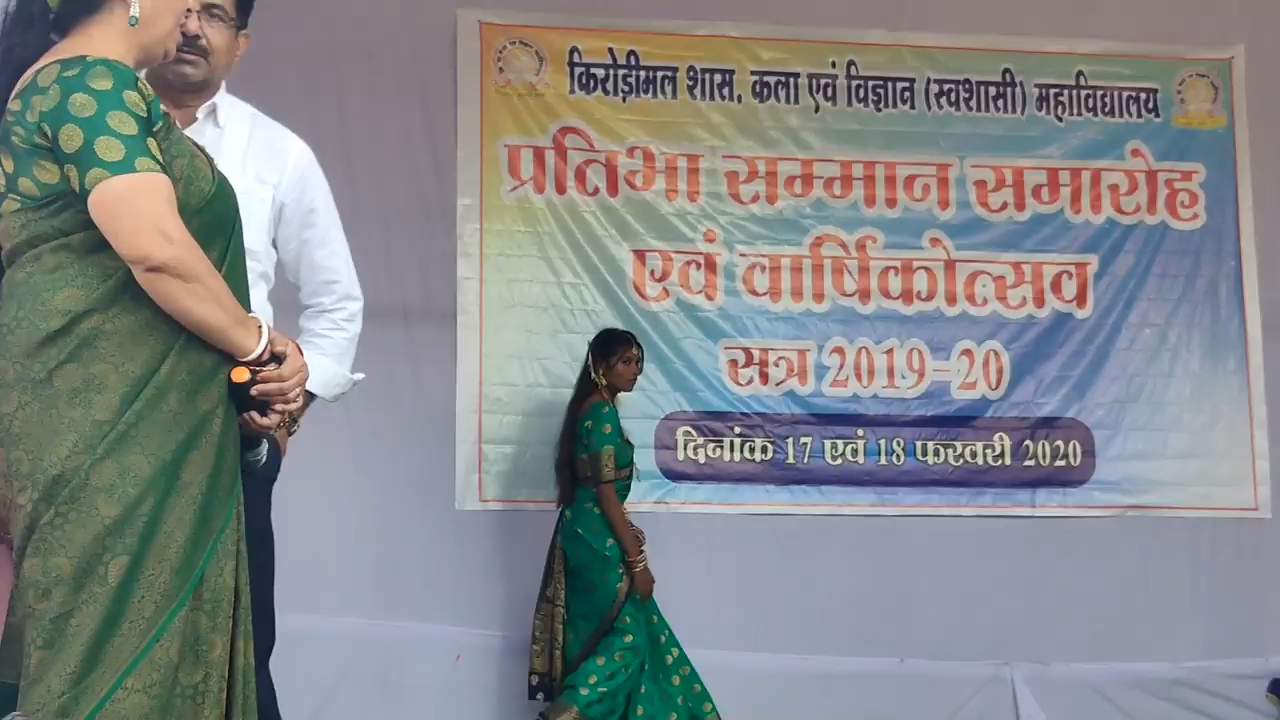 किरोड़ीमल शास. कला एवं विज्ञान (स्वशासी) महाविद्यालय
प्रतिभा सम्मान समारोह
एवं वार्षिकोत्सव
सत्र 2019-20
दिनांक 17 एवं 18 फरवरी 2020